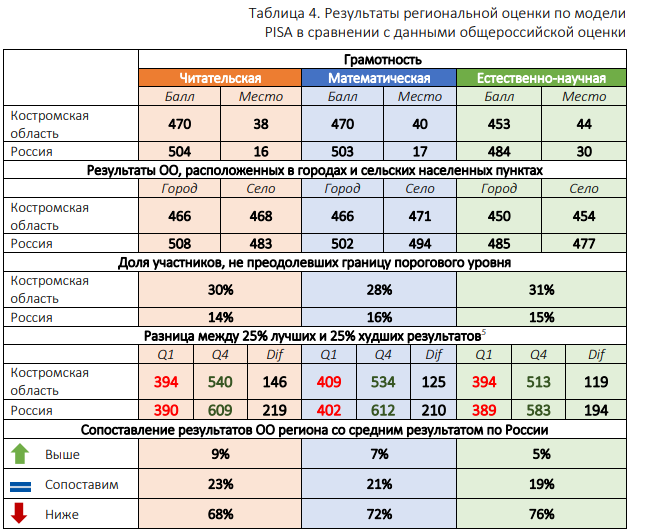 Таблица 4. Результаты региональной оценки по модели
PISA в сравнении с данными общероссийской оценки
Грамотность
Читательская Математическая Естественно-научная
Балл Место Балл Место Балл Место
Костромская область 470 38 470 40 453 44
Россия 504 16 503 17 484 30
Результаты ОО, расположенных в городах и сельских населенных пунктах
Город Село Город Село Город Село
Костромская область 466 468 466 471 450 454
Россия 508 483 502 494 485 477
Доля участников, не преодолевших границу порогового уровня
Костромская область 30% 28% 31%
Россия 14% 16% 15%
Разница между 25% лучших и 25% худших результатов5
Q1 Q4 Dif Q1 Q4 Dif Q1 Q4 Dif
Костромская область 394 540 146 409 534 125 394 513 119
Россия 390 609 219 402 612 210 389 583 194
Сопоставление результатов ОО региона со средним результатом по России
Выше 9% 7% 5%
Сопоставим 23% 21% 19%
Ниже 68% 72% 76%